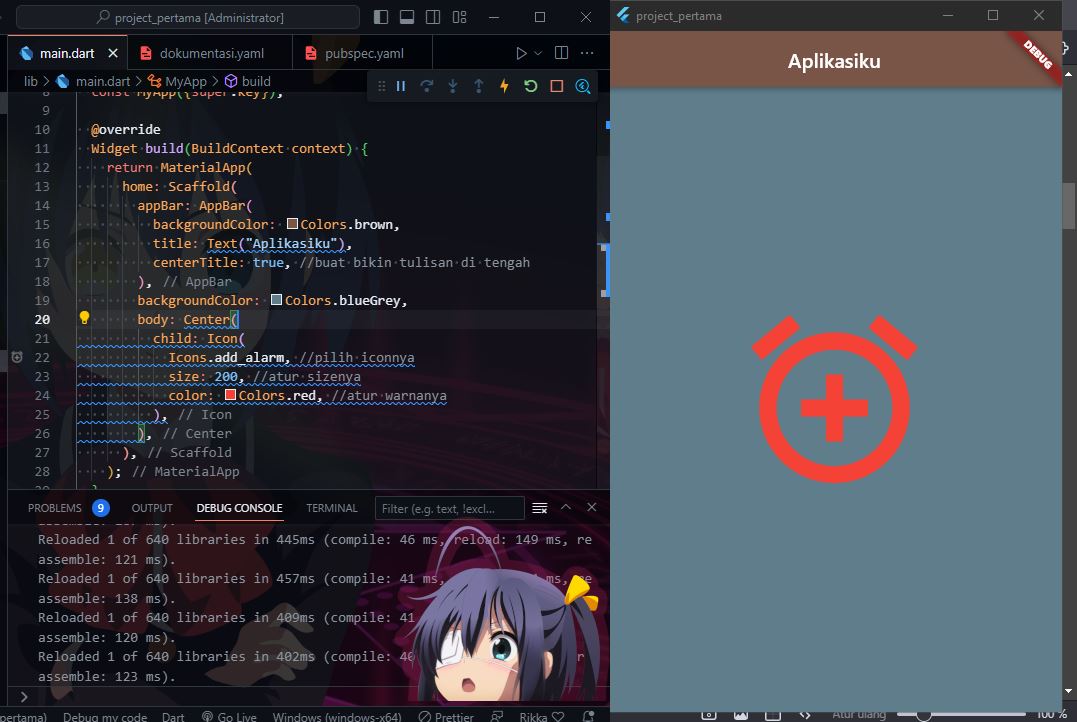 project_pertama [Administrator]
main.dart
dokumentasi.yaml
pubspec.yaml
lib > main.dart > MyApp > build
8 const MyApp({super.key});
9
10 @override
11 Widget build(BuildContext context) {
12 return MaterialApp(
13 home: Scaffold(
14 appBar: AppBar(
15 backgroundColor: Colors.brown,
16 title: Text("Aplikasiku"),
17 centerTitle: true, //buat bikin tulisan di tengah
18 ), // AppBar
19 backgroundColor: Colors.blueGrey,
20 body: Center(
21 child: Icon(
22 Icons.add_alarm, //pilih iconnya
23 size: 200, //atur sizenya
24 color: Colors.red, //atur warnanya
25 ), // Icon
26 ), // Center
27 ), // Scaffold
28 ); // MaterialApp
PROBLEMS 9 OUTPUT DEBUG CONSOLE TERMINAL Filter (e.g. text, !excl...
Reloaded 1 of 640 libraries in 445ms (compile: 46 ms, reload: 149 ms, re
assemble: 121 ms).
Reloaded 1 of 640 libraries in 457ms (compile: 41 ms,
assemble: 138 ms).
Reloaded 1 of 640 libraries in 409ms (compile: 41
assemble: 120 ms).
Reloaded 1 of 640 libraries in 402ms (compile: 40
assemble: 123 ms).
pertama) Debug my code Dart Go Live Windows (windows-x64) Prettier Rikka
project_pertama
Aplikasiku
DEBUG
Atur ulang 100 %